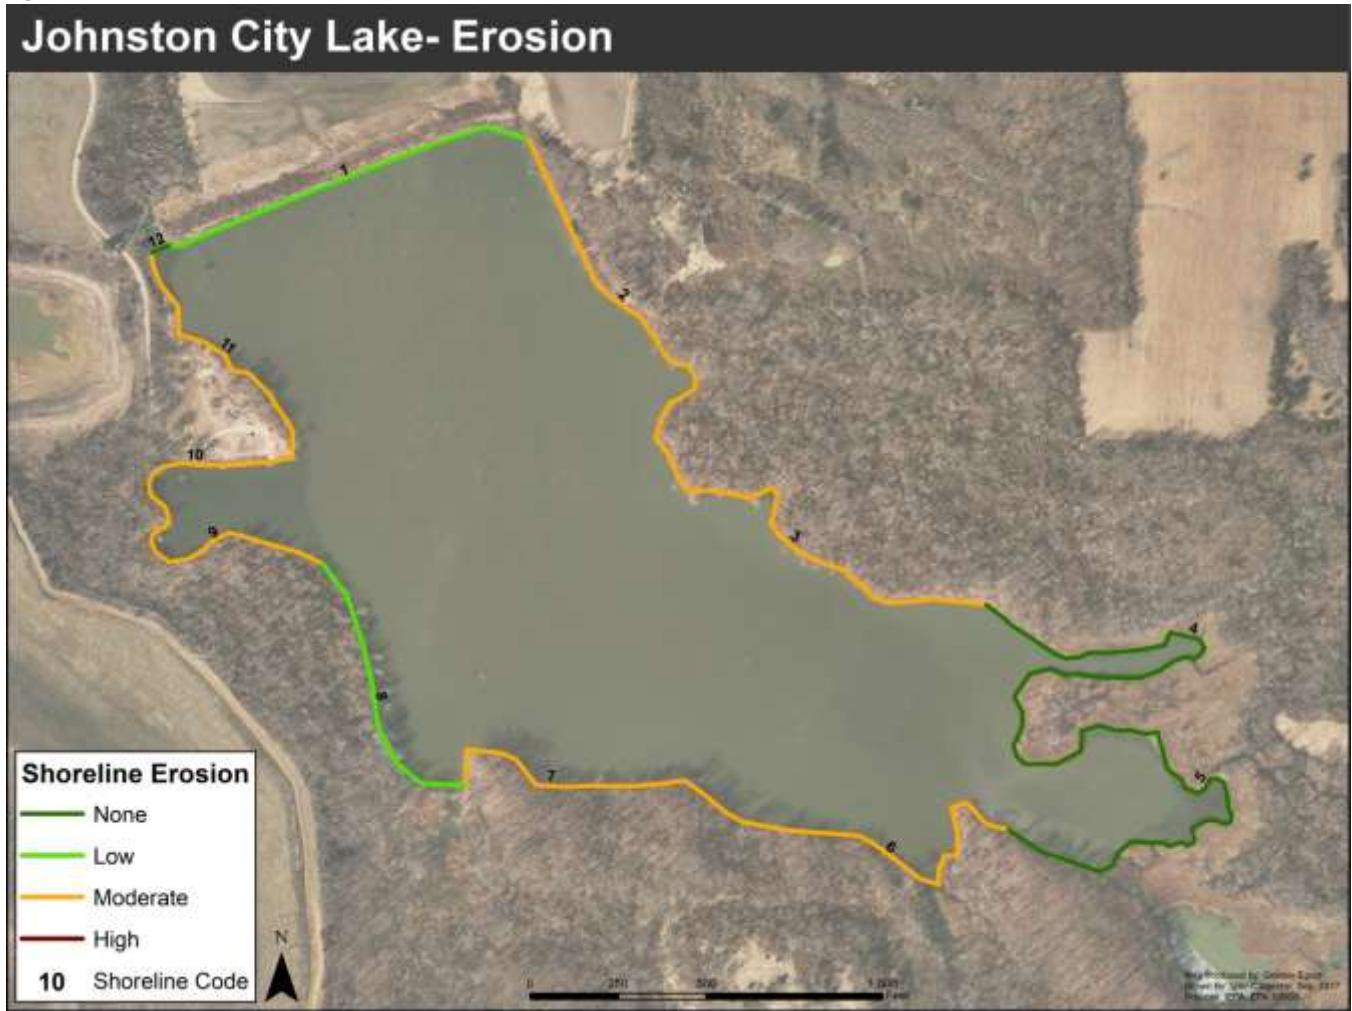 Johnston City Lake- Erosion
1
12
2
11
10
9
3
4
8
7
5
6
Shoreline Erosion
None
Low
Moderate
High
10 Shoreline Code
N
0 250 500 1,000
Feet